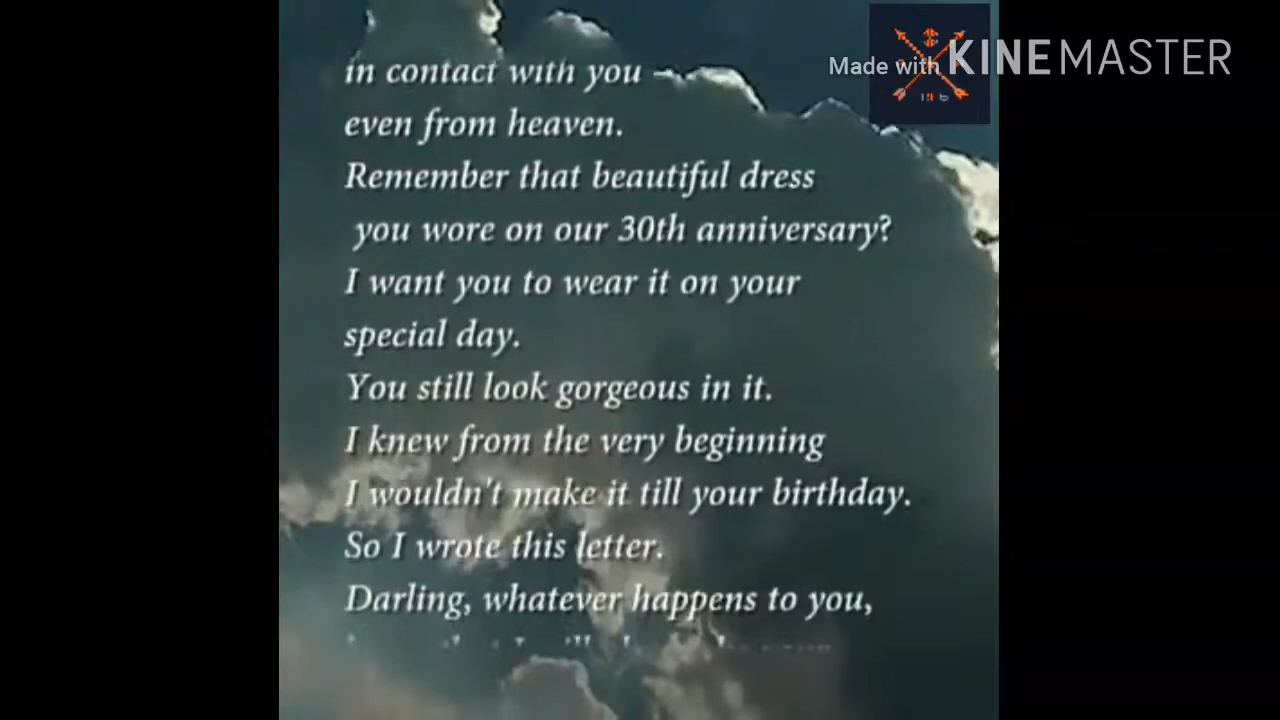 Made with KINEMASTER
in contact with you
even from heaven.
Remember that beautiful dress
you wore on our 30th anniversary?
I want you to wear it on your
special day.
You still look gorgeous in it.
I knew from the very beginning
I wouldn't make it till your birthday.
So I wrote this letter.
Darling, whatever happens to you,